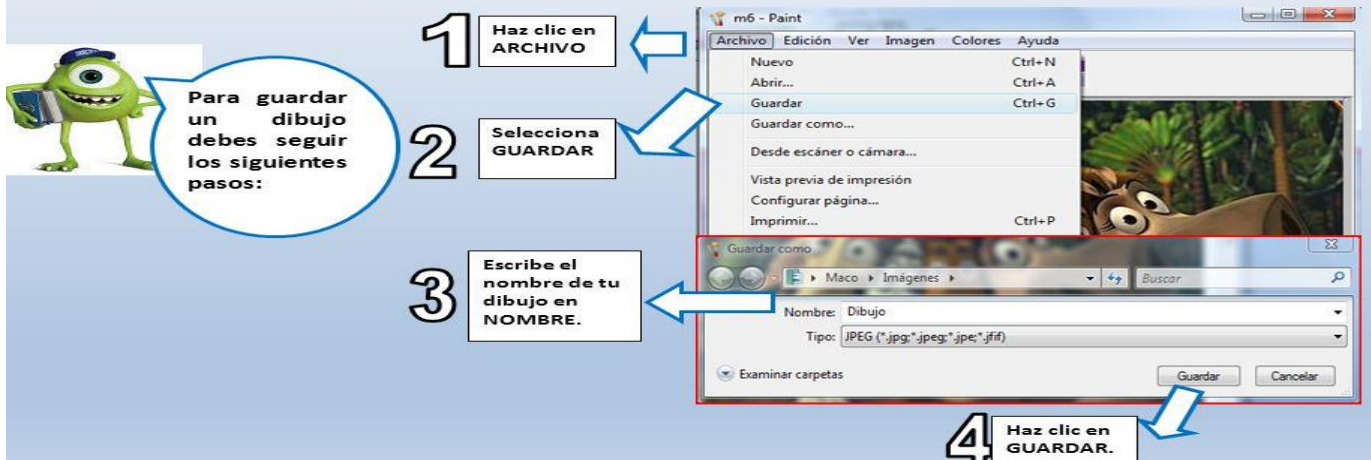 Para guardar
un dibujo
debes seguir
los siguientes
pasos:
1
Haz clic en
ARCHIVO
2
Selecciona
GUARDAR
m6 - Paint
Archivo Edición Ver Imagen Colores Ayuda
Nuevo Ctrl+N
Abrir... Ctrl+A
Guardar Ctrl+G
Guardar como...
Desde escáner o cámara...
Vista previa de impresión
Configurar página...
Imprimir... Ctrl+P
3
Escribe el
nombre de tu
dibujo en
NOMBRE.
Guardar como
Maco Imágenes Buscar
Nombre: Dibujo
Tipo: JPEG (*.jpg;*.jpeg;*.jpe;*.jfif)
Examinar carpetas Guardar Cancelar
4
Haz clic en
GUARDAR.